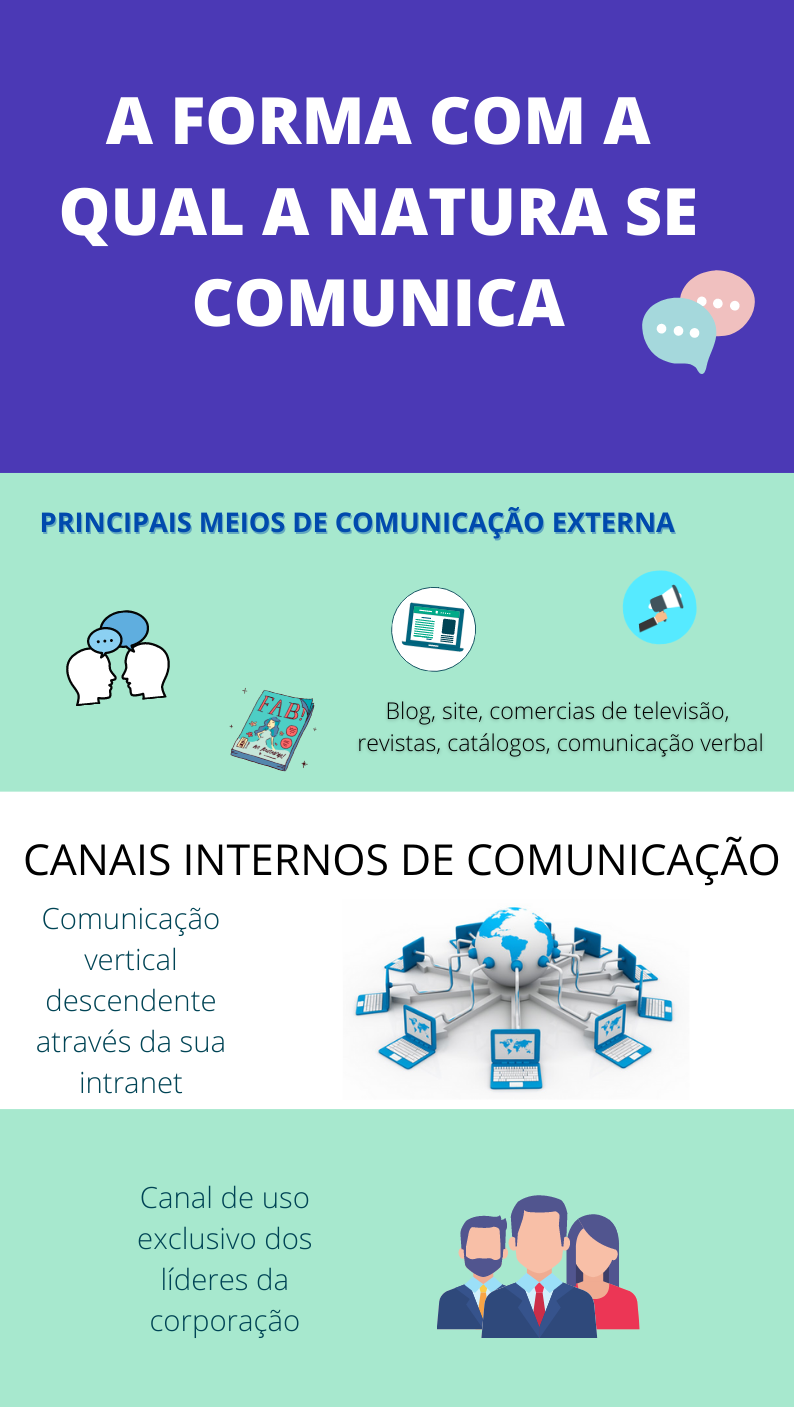 A FORMA COM A
QUAL A NATURA SE
COMUNICA
PRINCIPAIS MEIOS DE COMUNICAÇÃO EXTERNA
FAB!
Blog, site, comercias de televisão,
revistas, catálogos, comunicação verbal
CANAIS INTERNOS DE COMUNICAÇÃO
Comunicação
vertical
descendente
através da sua
intranet
Canal de uso
exclusivo dos
líderes da
corporação